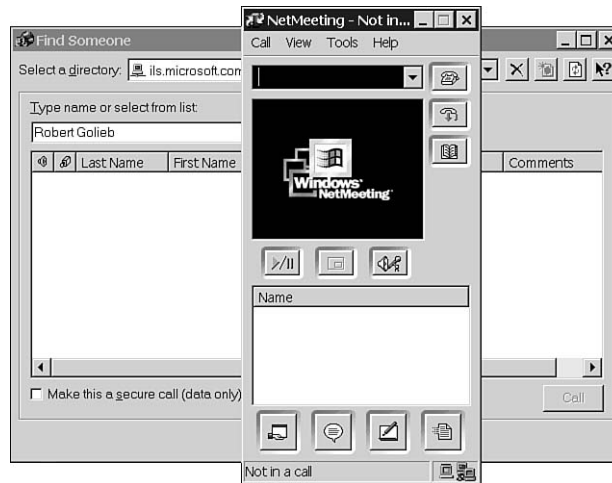 NetMeeting - Not in...
Call View Tools Help
Windows
NetMeeting
▶/II
Name
Not in a call
Find Someone
Select a directory: ils.microsoft.com
Type name or select from list:
Robert Golieb
Last Name First Name Comments
Make this a secure call (data only)
Call